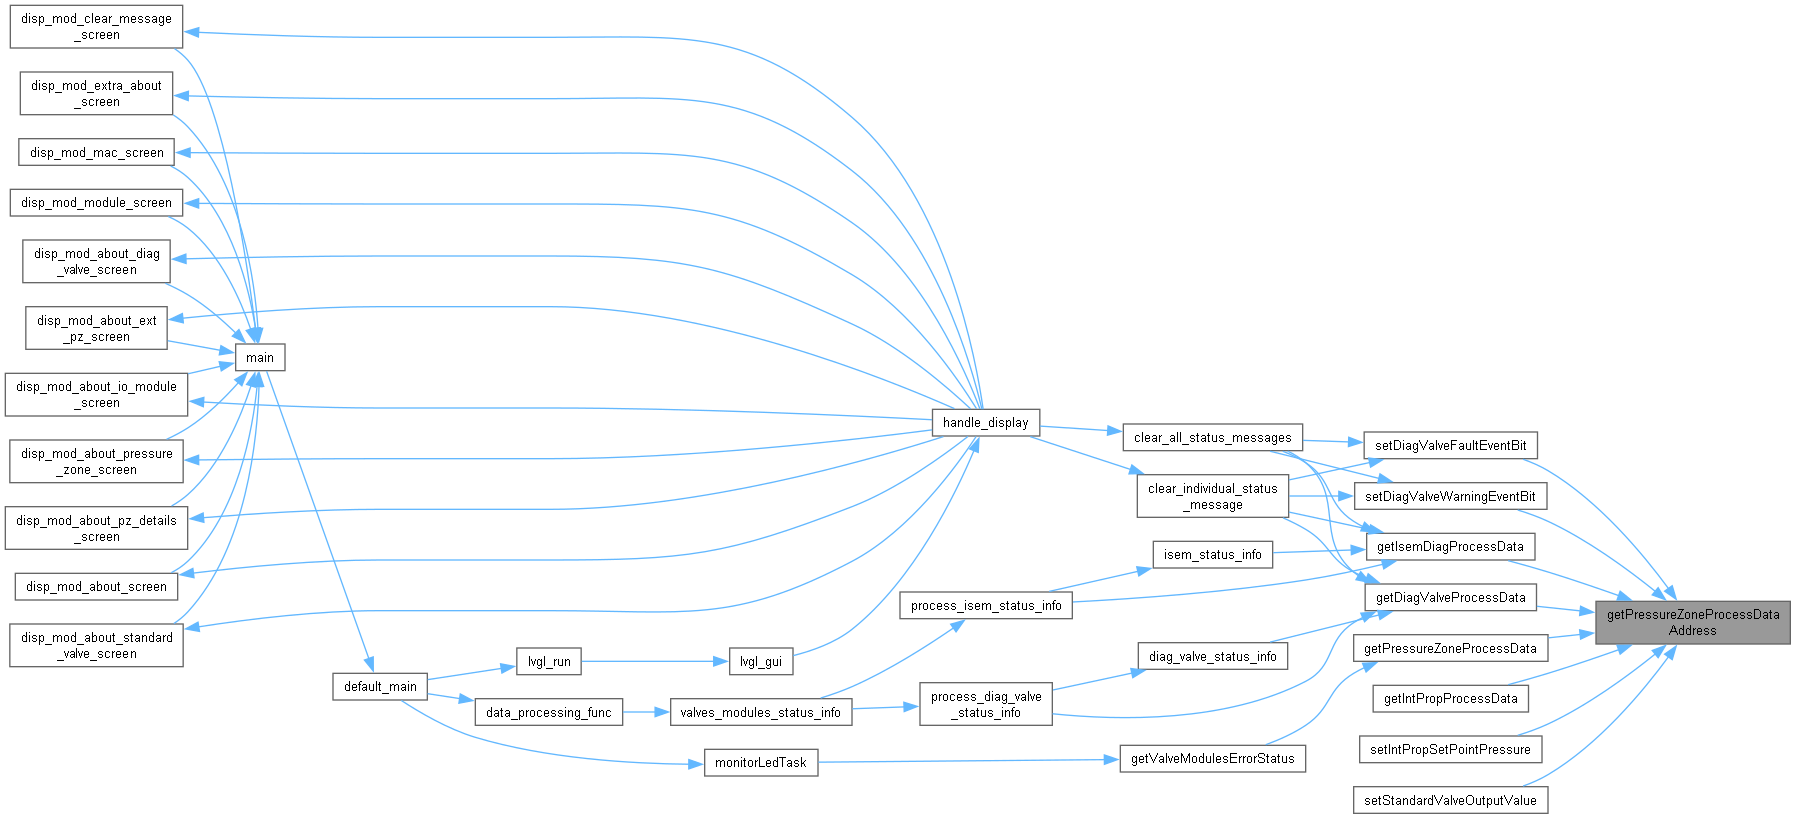 disp_mod_clear_message
_screen
disp_mod_extra_about
_screen
disp_mod_mac_screen
disp_mod_module_screen
disp_mod_about_diag
_valve_screen
disp_mod_about_ext
_pz_screen
disp_mod_about_io_module
_screen
disp_mod_about_pressure
_zone_screen
disp_mod_about_pz_details
_screen
disp_mod_about_screen
disp_mod_about_standard
_valve_screen
main
default_main
lvgl_run
data_processing_func
lvgl_gui
valves_modules_status_info
monitorLedTask
handle_display
process_isem_status_info
process_diag_valve
_status_info
clear_all_status_messages
clear_individual_status
_message
isem_status_info
diag_valve_status_info
getValveModulesErrorStatus
setDiagValveFaultEventBit
setDiagValveWarningEventBit
getIsemDiagProcessData
getDiagValveProcessData
getPressureZoneProcessData
getIntPropProcessData
setIntPropSetPointPressure
setStandardValveOutputValue
getPressureZoneProcessData
Address